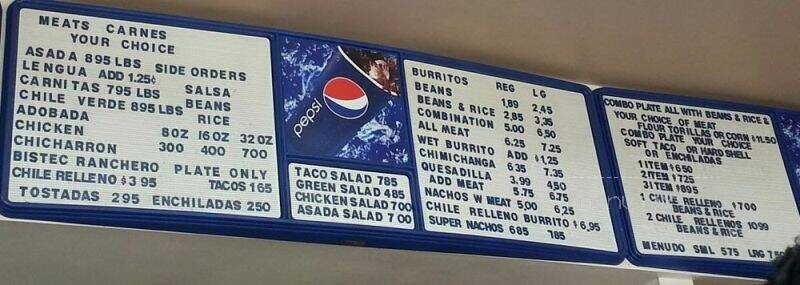 MEATS CARNES
YOUR CHOICE
ASADA 895 LBS SIDE ORDERS
LENGUA ADD 1.25¢
CARNITAS 795 LBS SALSA
CHILE VERDE 895 LBS BEANS
ADOBADA RICE
CHICKEN 8OZ 16OZ 32OZ
CHICHARRON 300 400 700
BISTEC RANCHERO PLATE ONLY
CHILE RELLENO $3 95 TACOS 165
TOSTADAS 295 ENCHILADAS 250
pepsi
TACO SALAD 785
GREEN SALAD 485
CHICKEN SALAD 700
ASADA SALAD 700
BURRITOS REG LG
BEANS 1,89 2,45
BEANS & RICE 2,85 3,35
COMBINATION 5,00 6,50
ALL MEAT 6,25 7,25
WET BURRITO ADD $1,25
CHIMICHANGA 6,35 7,35
QUESADILLA 3,99 4,50
ADD MEAT 5,75 6,75
NACHOS W MEAT 5,00 6,25
CHILE RELLENO BURRITO $6,95
SUPER NACHOS 685 785
COMBO PLATE ALL WITH BEANS & RICE &
YOUR CHOICE OF MEAT
FLOUR TORILLAS OR CORN $11.50
COMBO PLATE YOUR CHOICE
SOFT TACO OR HARD SHELL
OR ENCHILADAS
1 ITEM $650
2 ITEM $725
3 ITEM $895
1 CHILE RELLENO $700
BEANS & RICE
2 CHILE RELLENOS 1099
BEANS & RICE
MENUDO SML 575 LRG